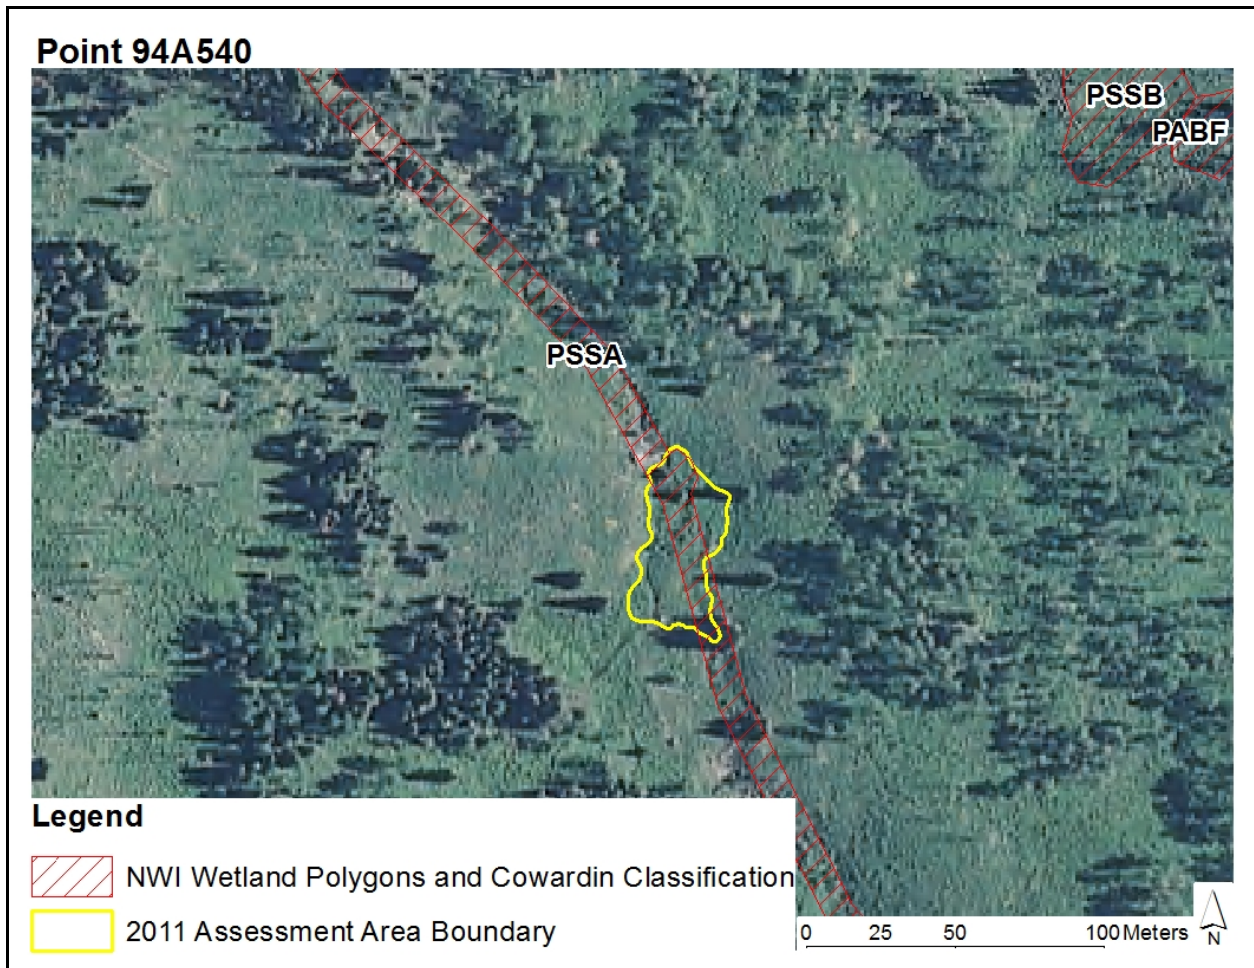 Point 94A540
PSSB
PABF
PSSA
Legend
NWI Wetland Polygons and Cowardin Classification
2011 Assessment Area Boundary
0 25 50 100 Meters
N